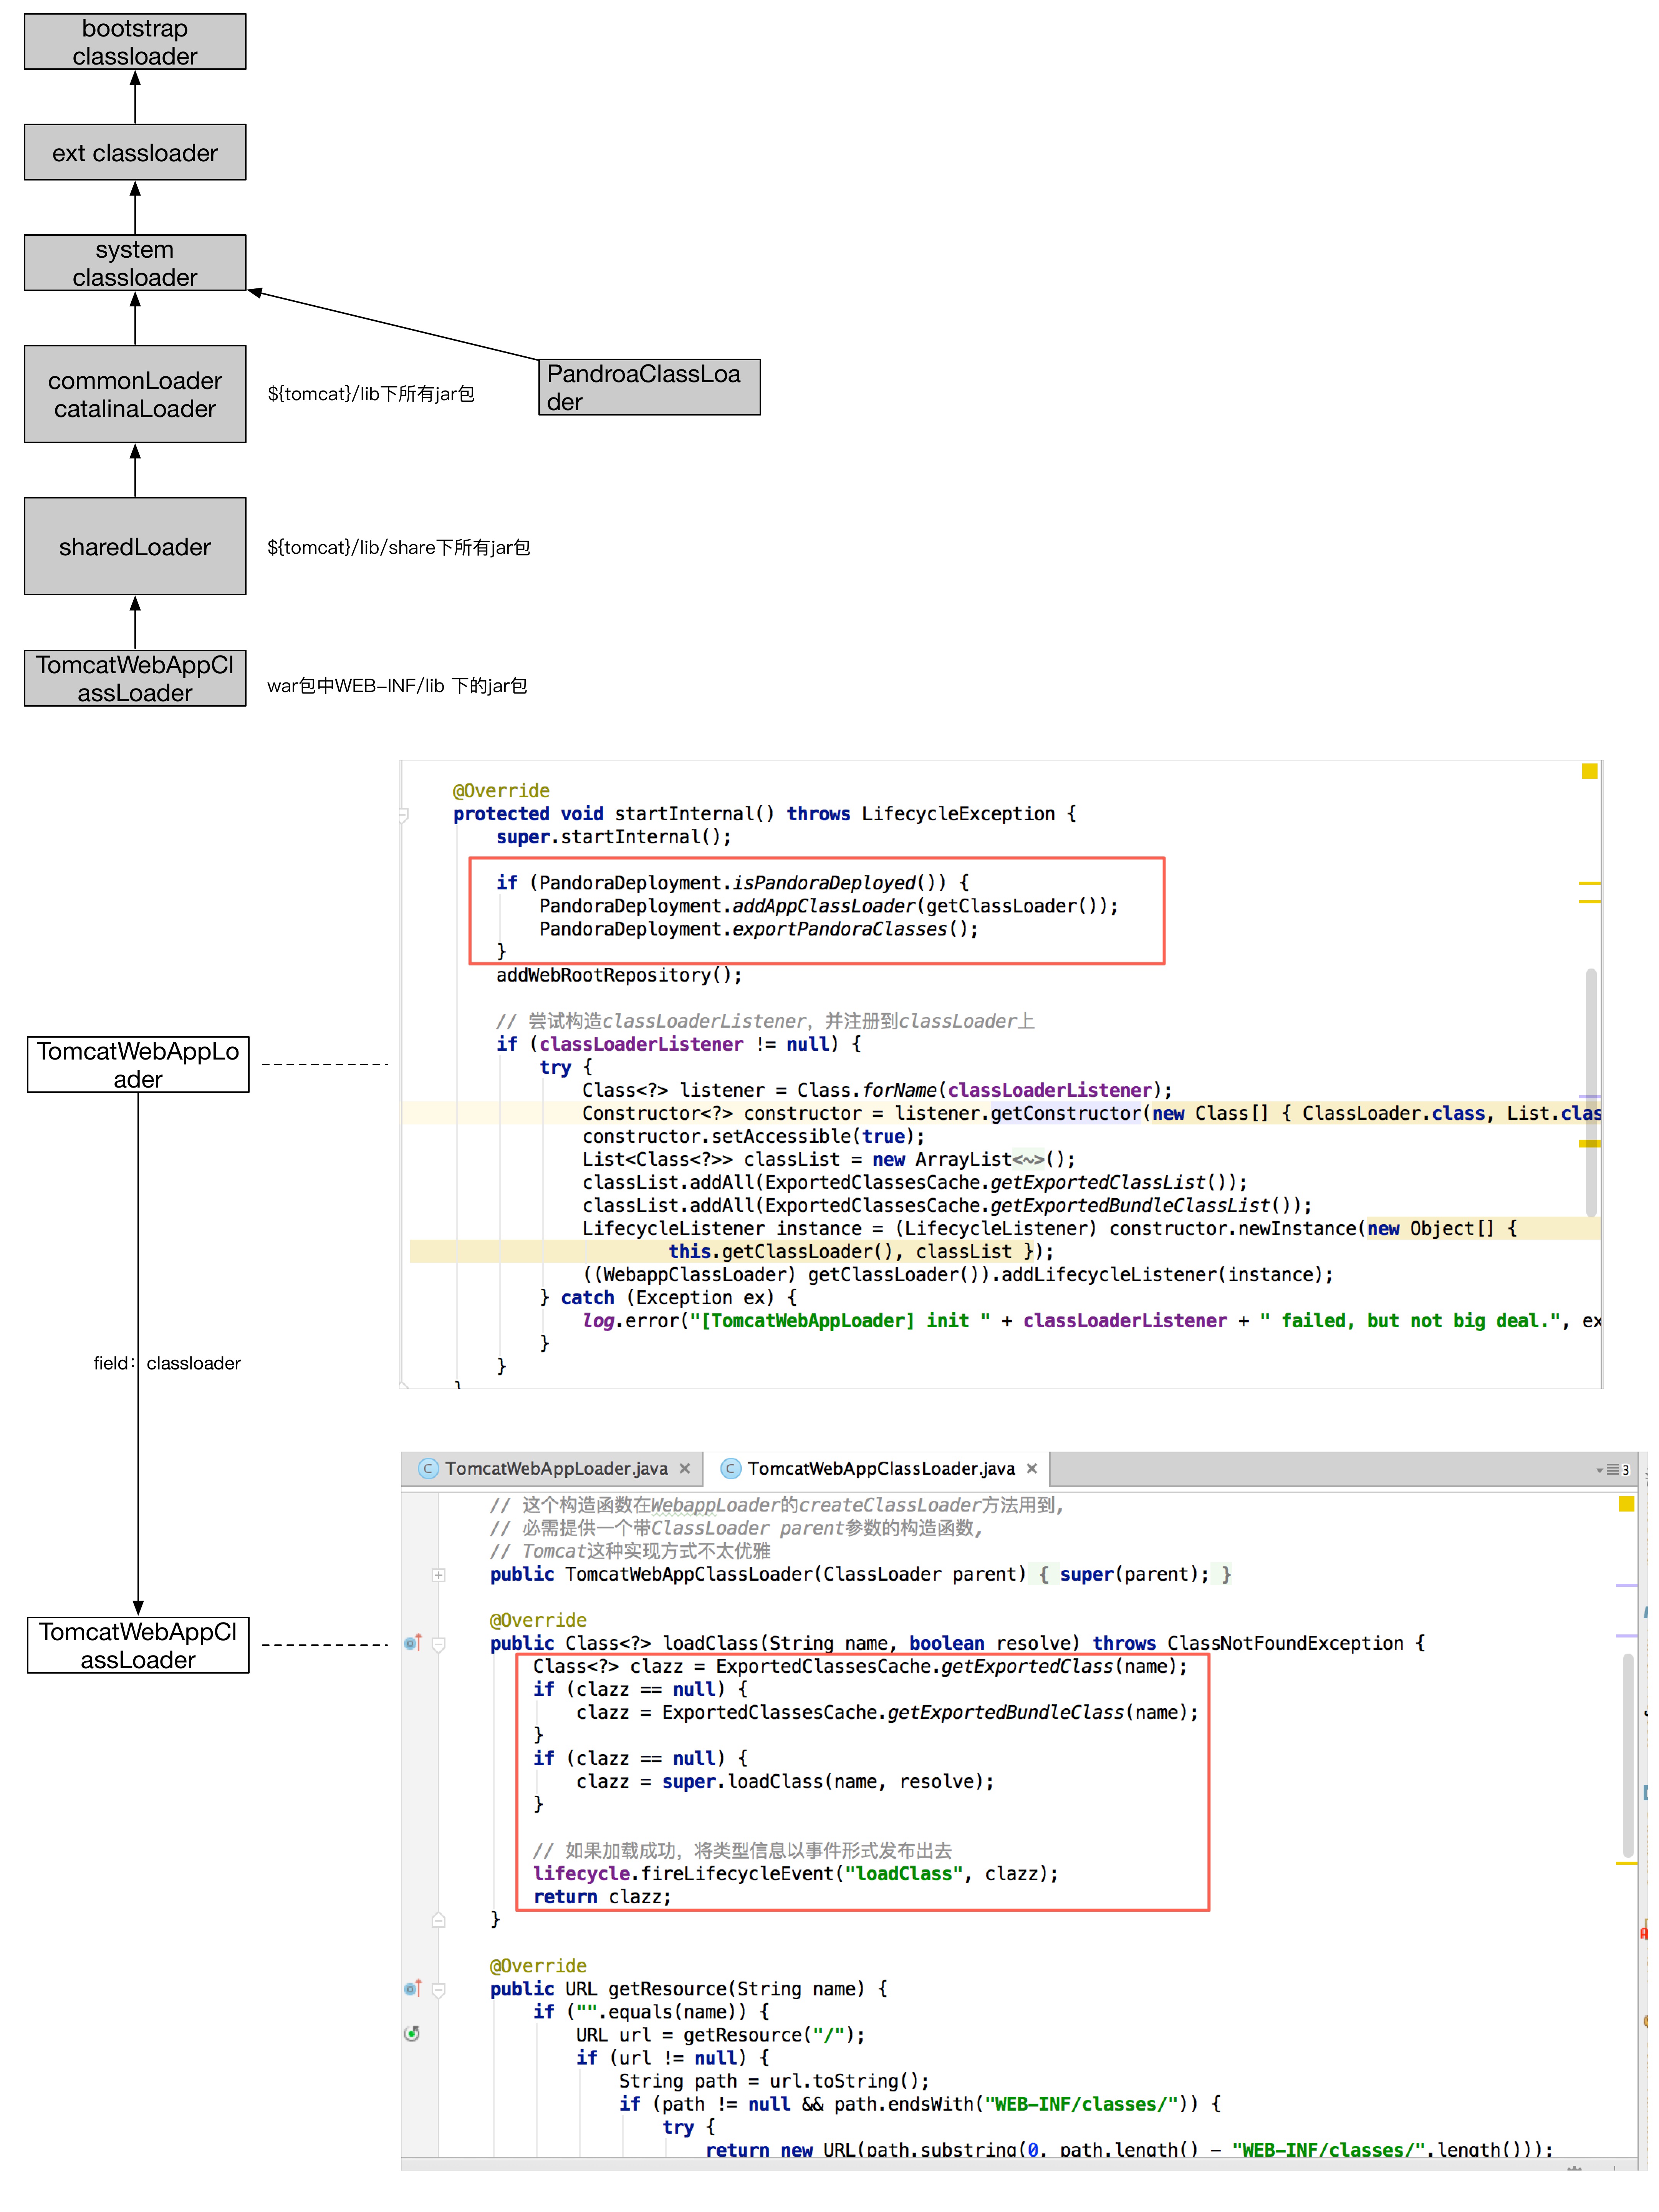 bootstrap
classloader
ext classloader
system
classloader
commonLoader
catalinaLoader
${tomcat}/lib下所有jar包
PandroaClassLoa
der
sharedLoader
${tomcat}/lib/share下所有jar包
TomcatWebAppCl
assLoader
war包中WEB-INF/lib 下的jar包
@Override
protected void startInternal() throws LifecycleException {
super.startInternal();
if (PandoraDeployment.isPandoraDeployed()) {
PandoraDeployment.addAppClassLoader(getClassLoader());
PandoraDeployment.exportPandoraClasses();
}
addWebRootRepository();
// 尝试构造classLoaderListener，并注册到classLoader上
if (classLoaderListener != null) {
try {
Class<?> listener = Class.forName(classLoaderListener);
Constructor<?> constructor = listener.getConstructor(new Class[] { ClassLoader.class, List.clas
constructor.setAccessible(true);
List<Class<?>> classList = new ArrayList<~>();
classList.addAll(ExportedClassesCache.getExportedClassList());
classList.addAll(ExportedClassesCache.getExportedBundleClassList());
LifecycleListener instance = (LifecycleListener) constructor.newInstance(new Object[] {
this.getClassLoader(), classList });
((WebappClassLoader) getClassLoader()).addLifecycleListener(instance);
} catch (Exception ex) {
log.error("[TomcatWebAppLoader] init " + classLoaderListener + " failed, but not big deal.", ex
}
}
}
TomcatWebAppLo
ader
field： classloader
TomcatWebAppCl
assLoader
TomcatWebAppLoader.java TomcatWebAppClassLoader.java 3
// 这个构造函数在WebappLoader的createClassLoader方法用到,
// 必需提供一个带ClassLoader parent参数的构造函数,
// Tomcat这种实现方式不太优雅
public TomcatWebAppClassLoader(ClassLoader parent) { super(parent); }
@Override
public Class<?> loadClass(String name, boolean resolve) throws ClassNotFoundException {
Class<?> clazz = ExportedClassesCache.getExportedClass(name);
if (clazz == null) {
clazz = ExportedClassesCache.getExportedBundleClass(name);
}
if (clazz == null) {
clazz = super.loadClass(name, resolve);
}
// 如果加载成功，将类型信息以事件形式发布出去
lifecycle.fireLifecycleEvent("loadClass", clazz);
return clazz;
}
@Override
public URL getResource(String name) {
if ("".equals(name)) {
URL url = getResource("/");
if (url != null) {
String path = url.toString();
if (path != null && path.endsWith("WEB-INF/classes/")) {
try {
return new URL(path.substring(0, path.length() - "WEB-INF/classes/".length()));